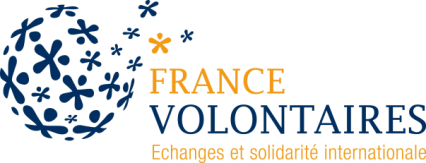 FRANCE
VOLONTAIRES
Echanges et solidarité internationale